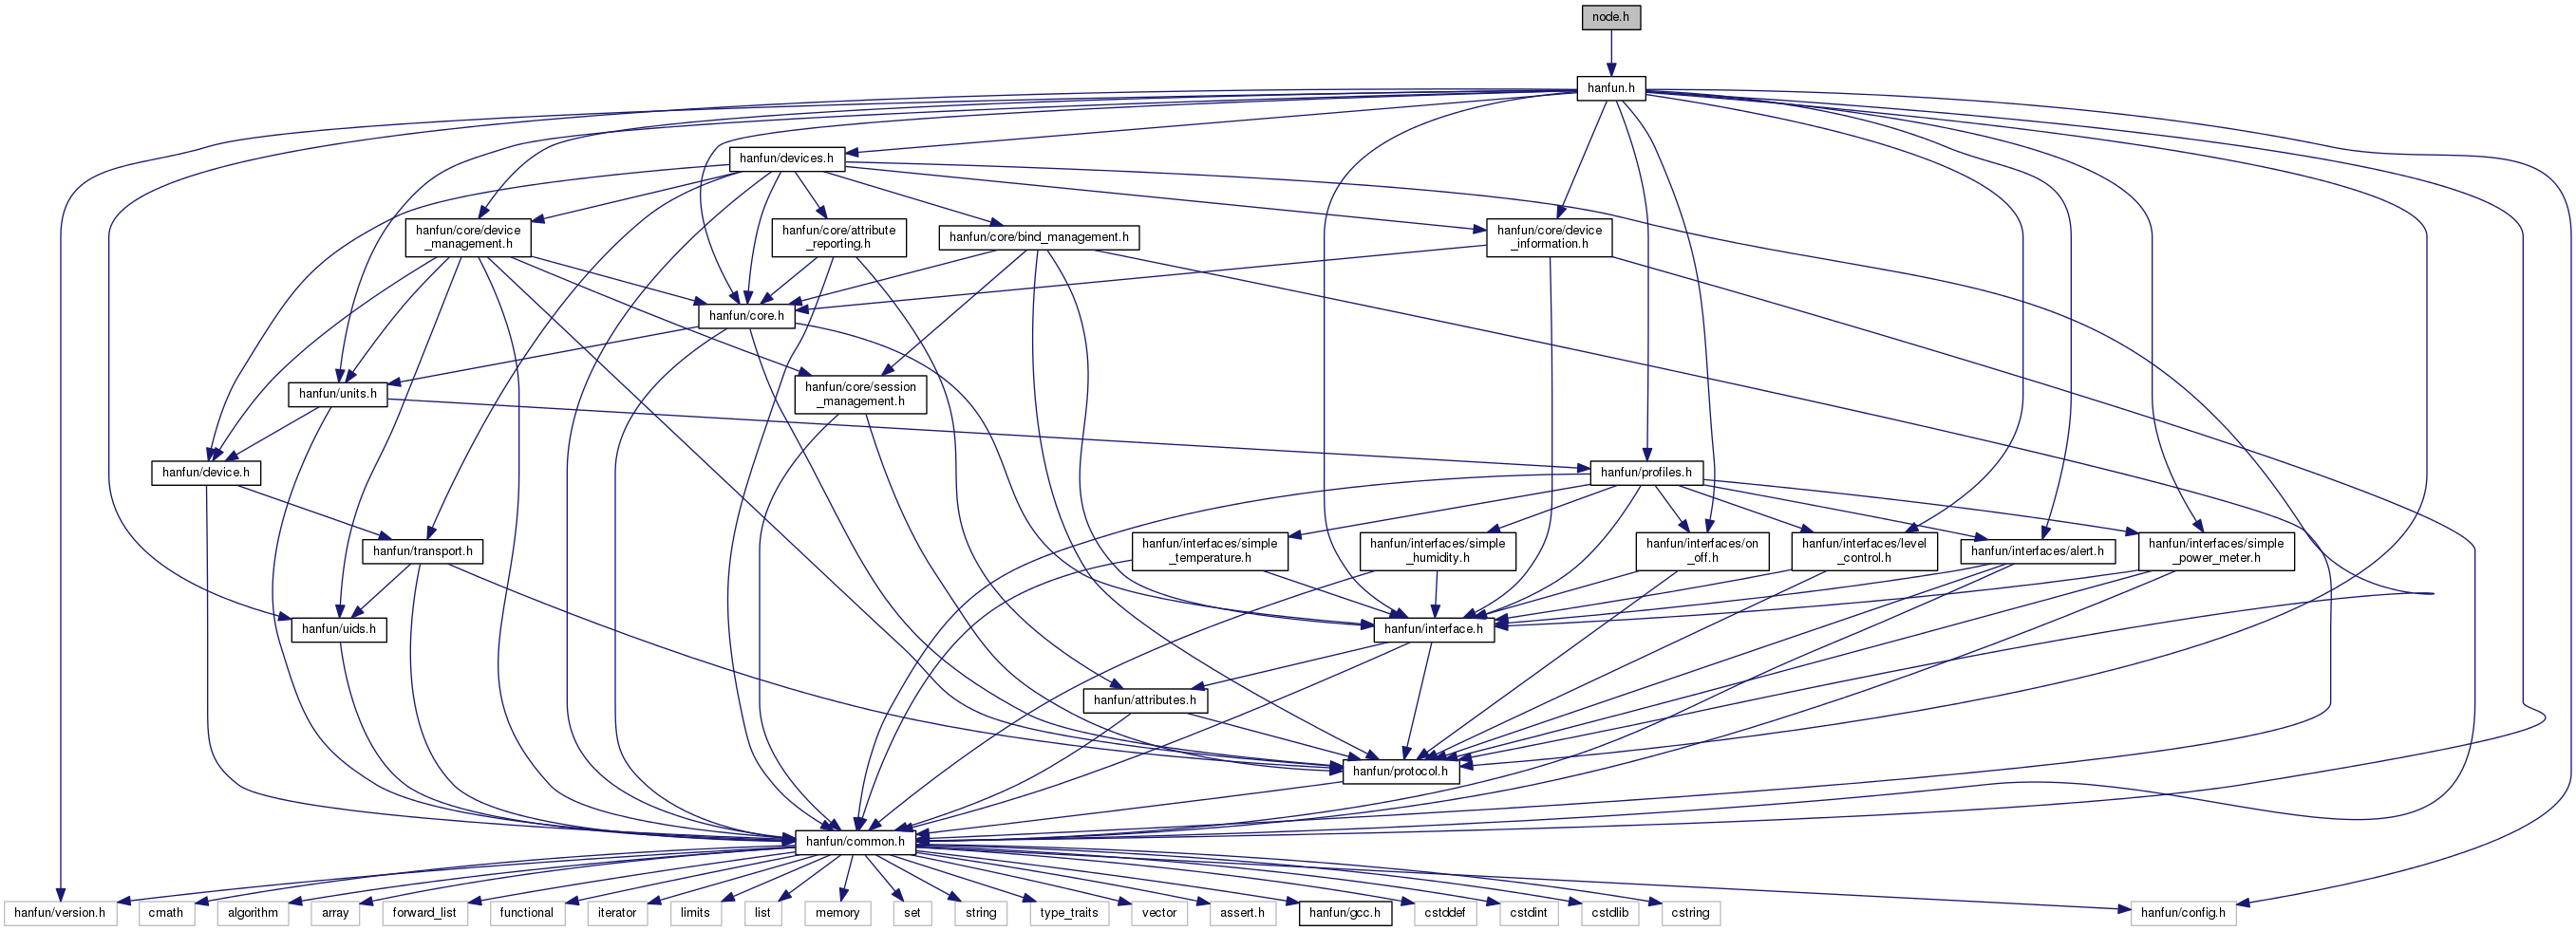 node.h
hanfun.h
hanfun/devices.h
hanfun/core/device
_management.h
hanfun/core/attribute
_reporting.h
hanfun/core/bind_management.h
hanfun/core/device
_information.h
hanfun/core.h
hanfun/units.h
hanfun/core/session
_management.h
hanfun/device.h
hanfun/profiles.h
hanfun/transport.h
hanfun/interfaces/simple
_temperature.h
hanfun/interfaces/simple
_humidity.h
hanfun/interfaces/on
_off.h
hanfun/interfaces/level
_control.h
hanfun/interfaces/alert.h
hanfun/interfaces/simple
_power_meter.h
hanfun/uids.h
hanfun/interface.h
hanfun/attributes.h
hanfun/protocol.h
hanfun/common.h
hanfun/version.h
cmath
algorithm
array
forward_list
functional
iterator
limits
list
memory
set
string
type_traits
vector
assert.h
hanfun/gcc.h
cstddef
cstdint
cstdlib
cstring
hanfun/config.h